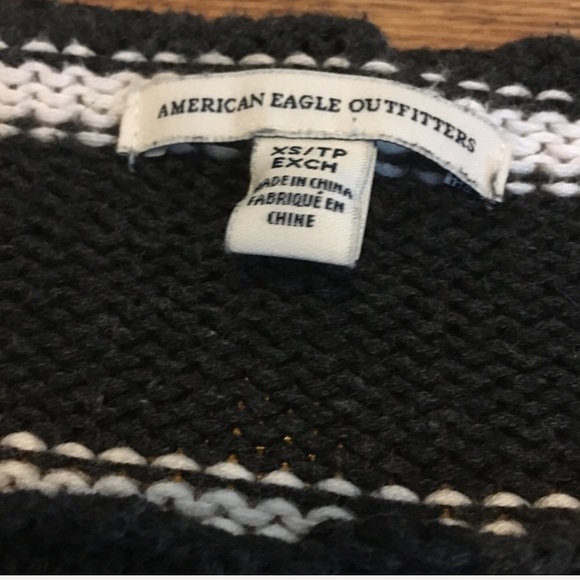 AMERICAN EAGLE OUTFITTERS
XS/TP
EXCH
MADE IN CHINA
FABRIQUÉ EN
CHINE